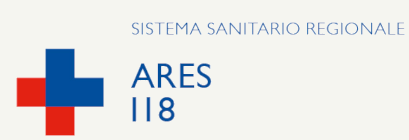 SISTEMA SANITARIO REGIONALE
ARES
118